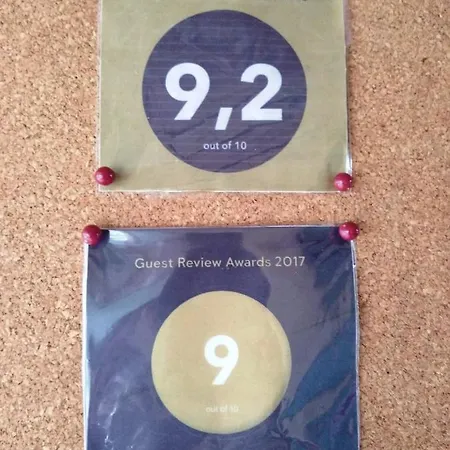 9,2
out of 10
Guest Review Awards 2017
9
out of 10